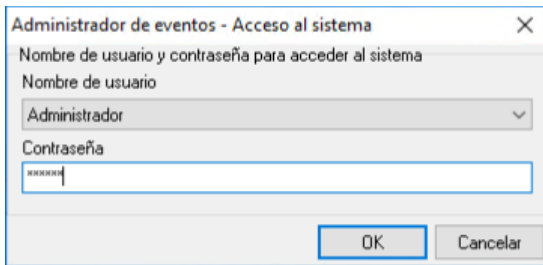 Administrador de eventos - Acceso al sistema
Nombre de usuario y contraseña para acceder al sistema
Nombre de usuario
Administrador
Contraseña
******
OK Cancelar